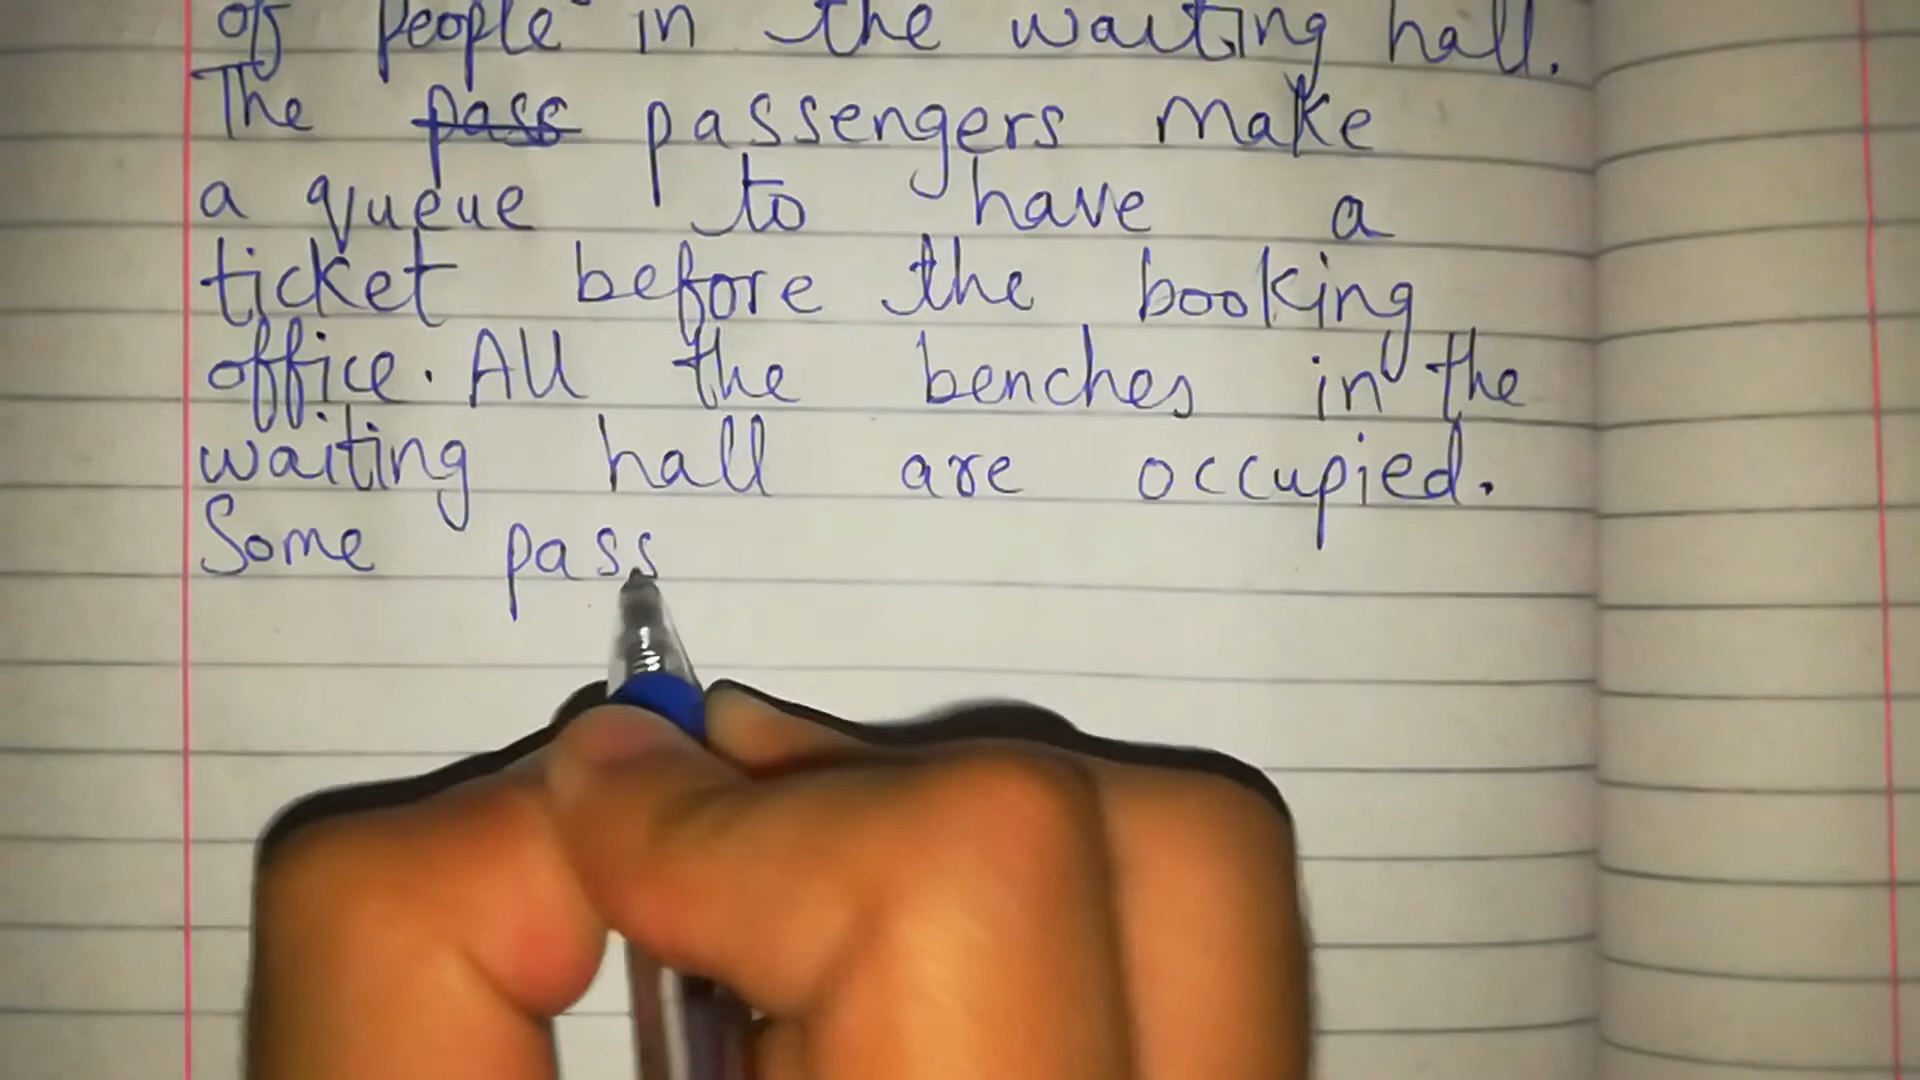 of people in the waiting hall.
The pass passengers make
a queue to have a
ticket before the booking
office. All the benches in the
waiting hall are occupied.
Some pass